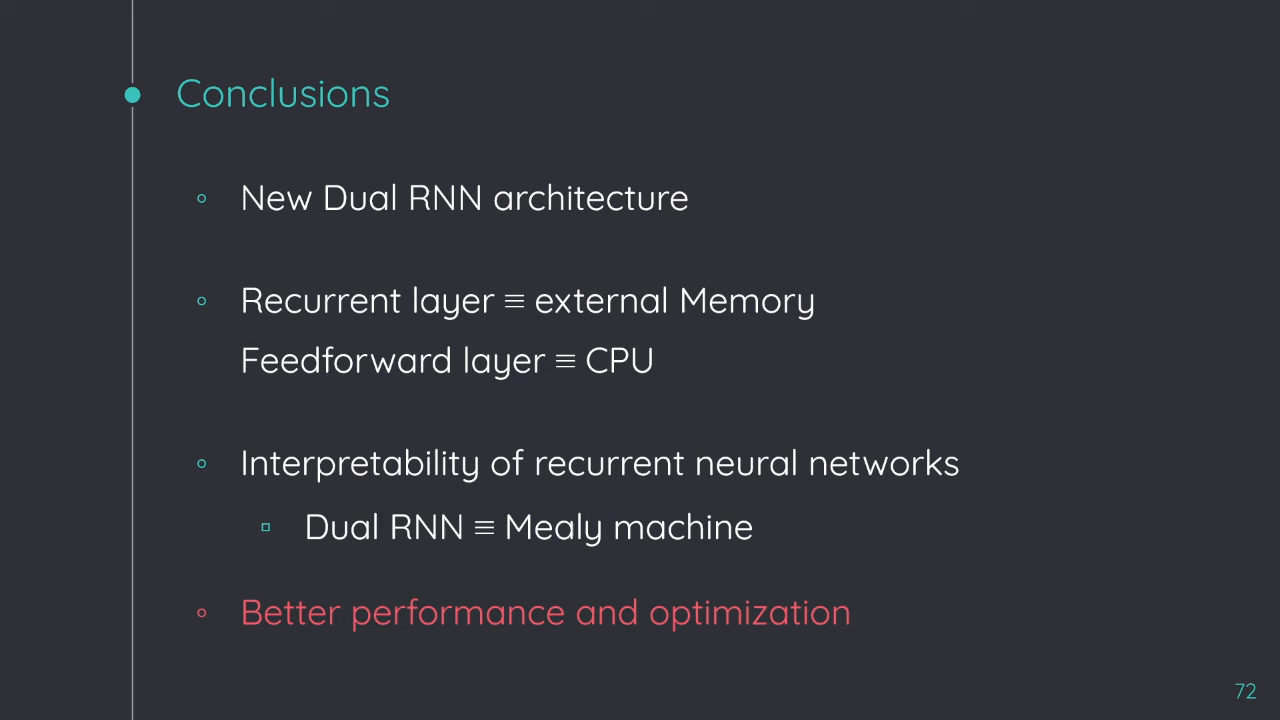 Conclusions
New Dual RNN architecture
Recurrent layer ≡ external Memory
Feedforward layer ≡ CPU
Interpretability of recurrent neural networks
Dual RNN ≡ Mealy machine
Better performance and optimization
72